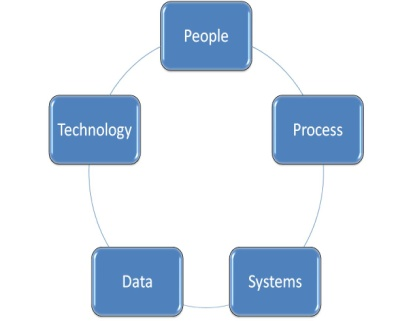 People
Technology
Process
Data
Systems